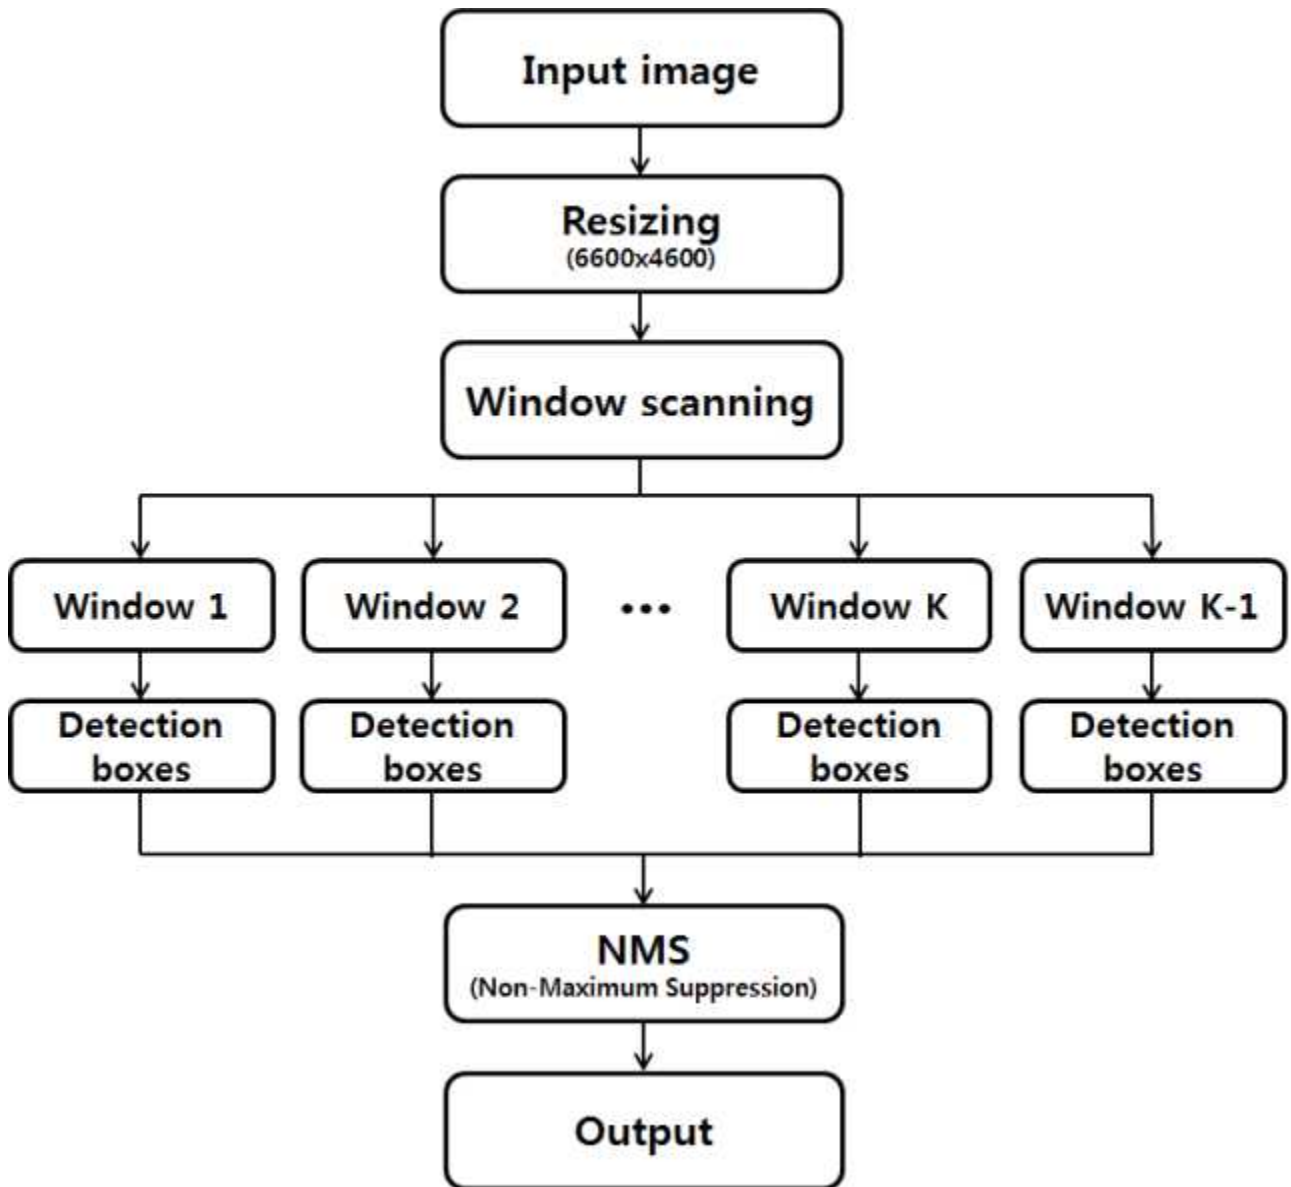 Input image
Resizing
(6600x4600)
Window scanning
Window 1
Window 2
•••
Window K
Window K-1
Detection
boxes
Detection
boxes
Detection
boxes
Detection
boxes
NMS
(Non-Maximum Suppression)
Output